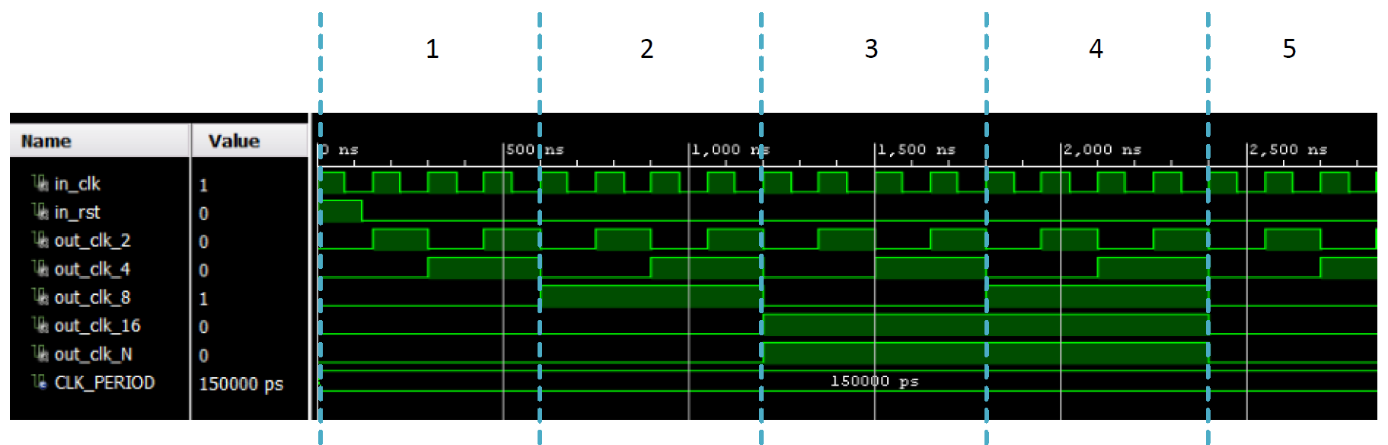 1 2 3 4 5
Name Value
0 ns 500 ns 1,000 ns 1,500 ns 2,000 ns 2,500 ns
in_clk 1
in_rst 0
out_clk_2 0
out_clk_4 0
out_clk_8 1
out_clk_16 0
out_clk_N 0
CLK_PERIOD 150000 ps 150000 ps